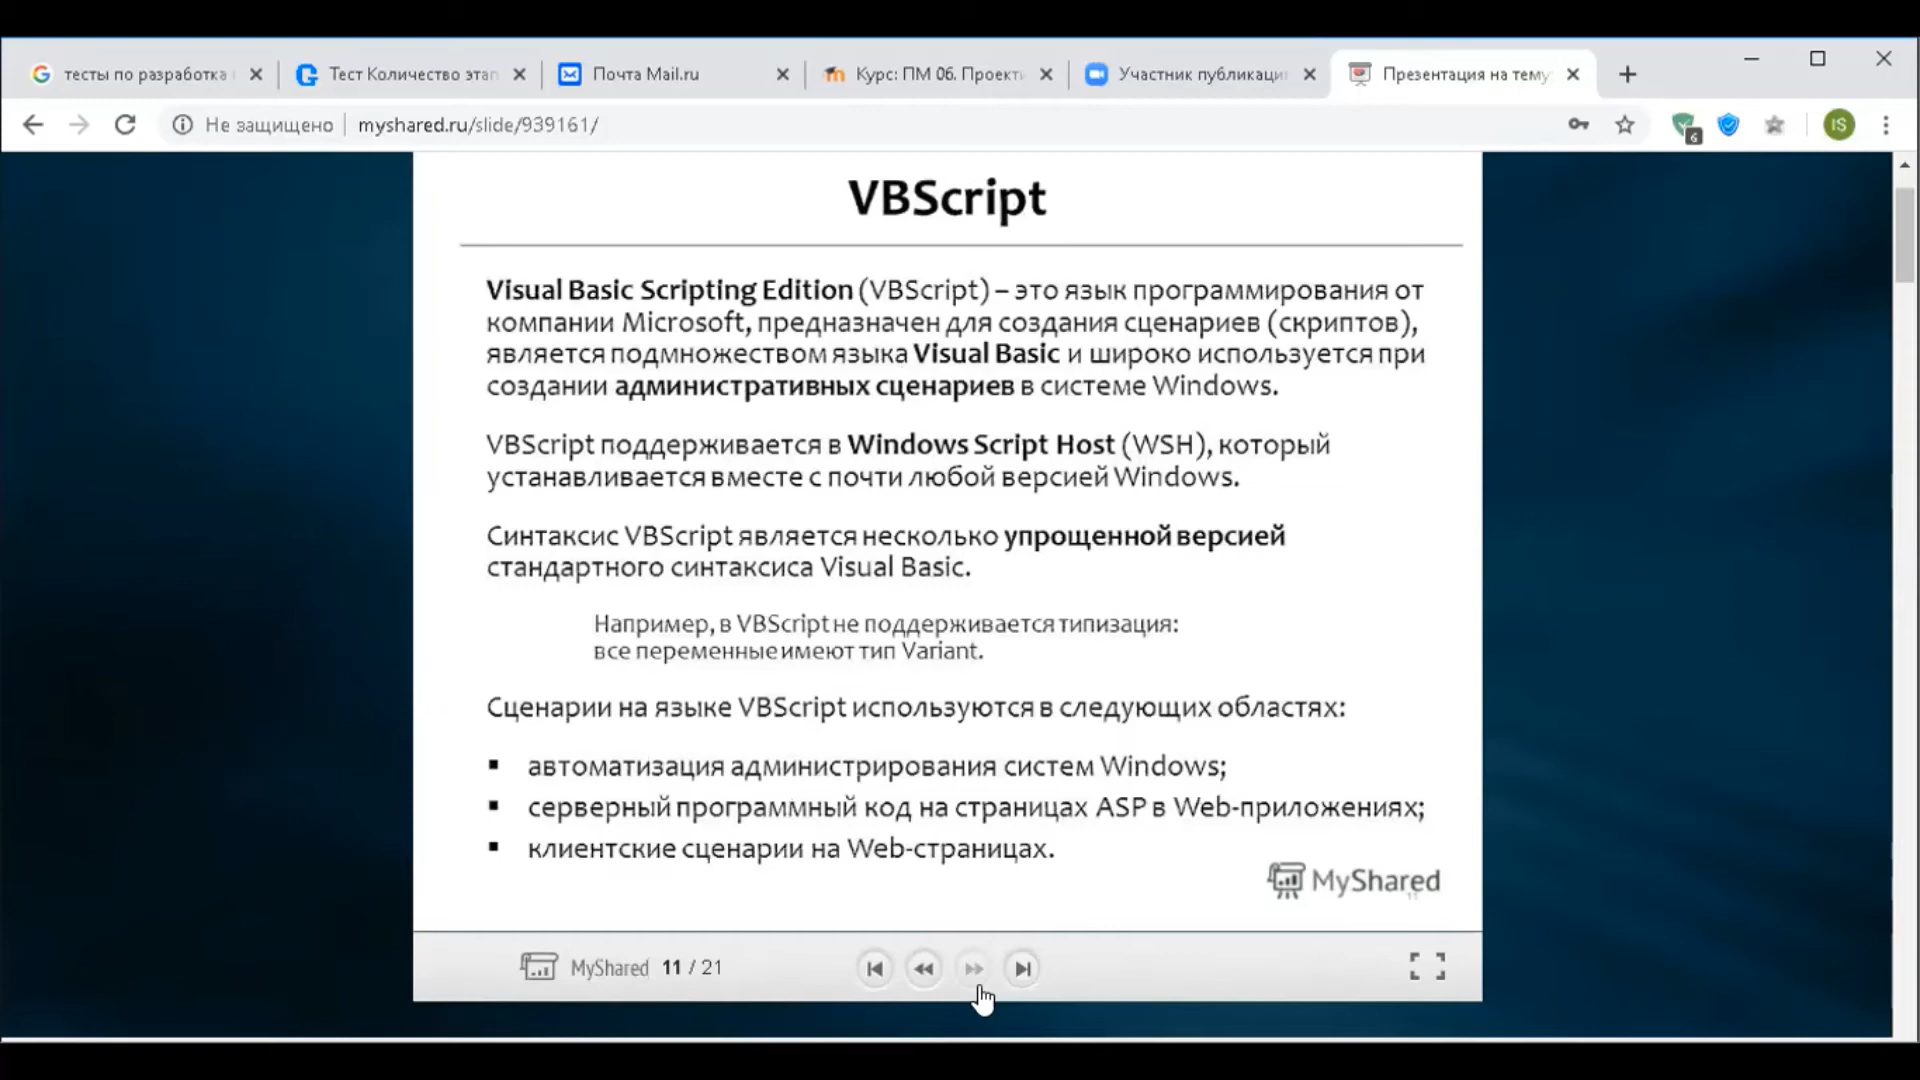 тесты по разработка
Тест Количество этап
Почта Mail.ru
Курс: ПМ 06. Проекти
Участник публикаци
Презентация на тему
Не защищено
myshared.ru/slide/939161/
6
IS
VBScript
Visual Basic Scripting Edition (VBScript) – это язык программирования от
компании Microsoft, предназначен для создания сценариев (скриптов),
является подмножеством языка Visual Basic и широко используется при
создании административных сценариев в системе Windows.
VBScript поддерживается в Windows Script Host (WSH), который
устанавливается вместе с почти любой версией Windows.
Синтаксис VBScript является несколько упрощенной версией
стандартного синтаксиса Visual Basic.
Например, в VBScript не поддерживается типизация:
все переменные имеют тип Variant.
Сценарии на языке VBScript используются в следующих областях:
▪ автоматизация администрирования систем Windows;
▪ серверный программный код на страницах ASP в Web-приложениях;
▪ клиентские сценарии на Web-страницах.
MyShared
MyShared 11 / 21